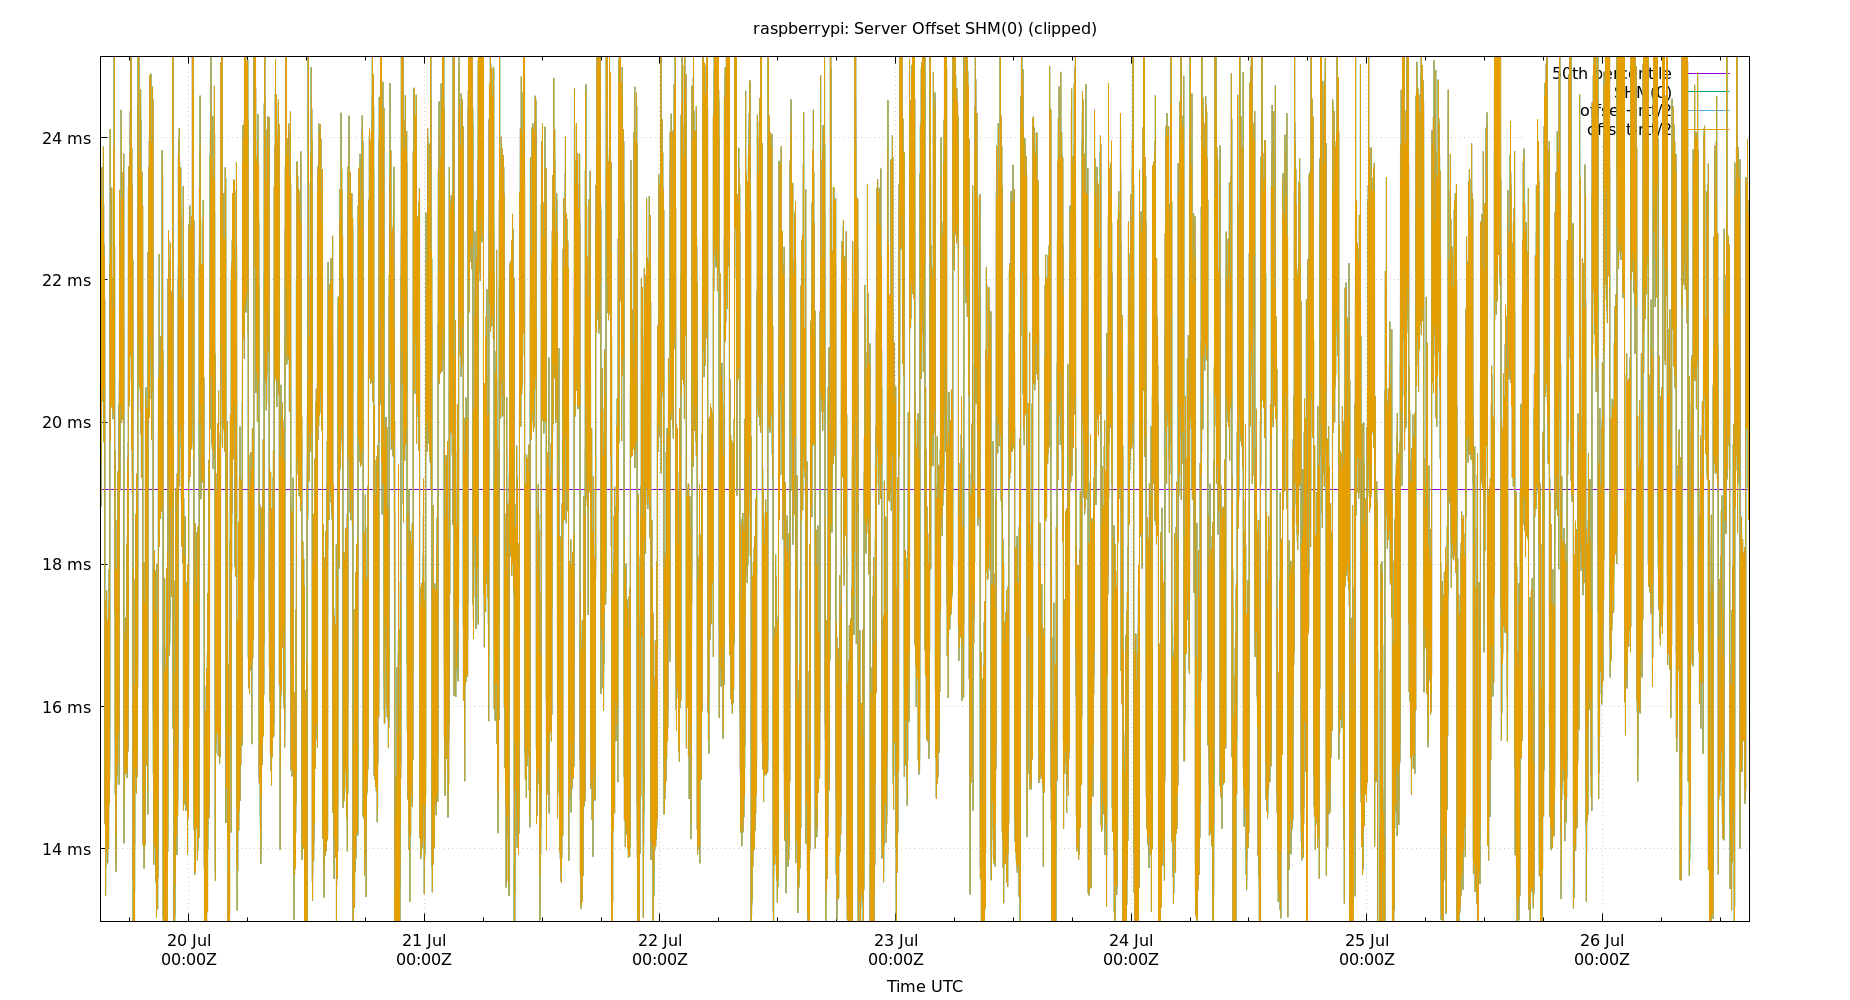 raspberrypi: Server Offset SHM(0) (clipped)
50th percentile
SHM(0)
24 ms
22 ms
20 ms
18 ms
16 ms
14 ms
20 Jul
00:00Z
21 Jul
00:00Z
22 Jul
00:00Z
23 Jul
00:00Z
24 Jul
00:00Z
25 Jul
00:00Z
26 Jul
00:00Z
Time UTC